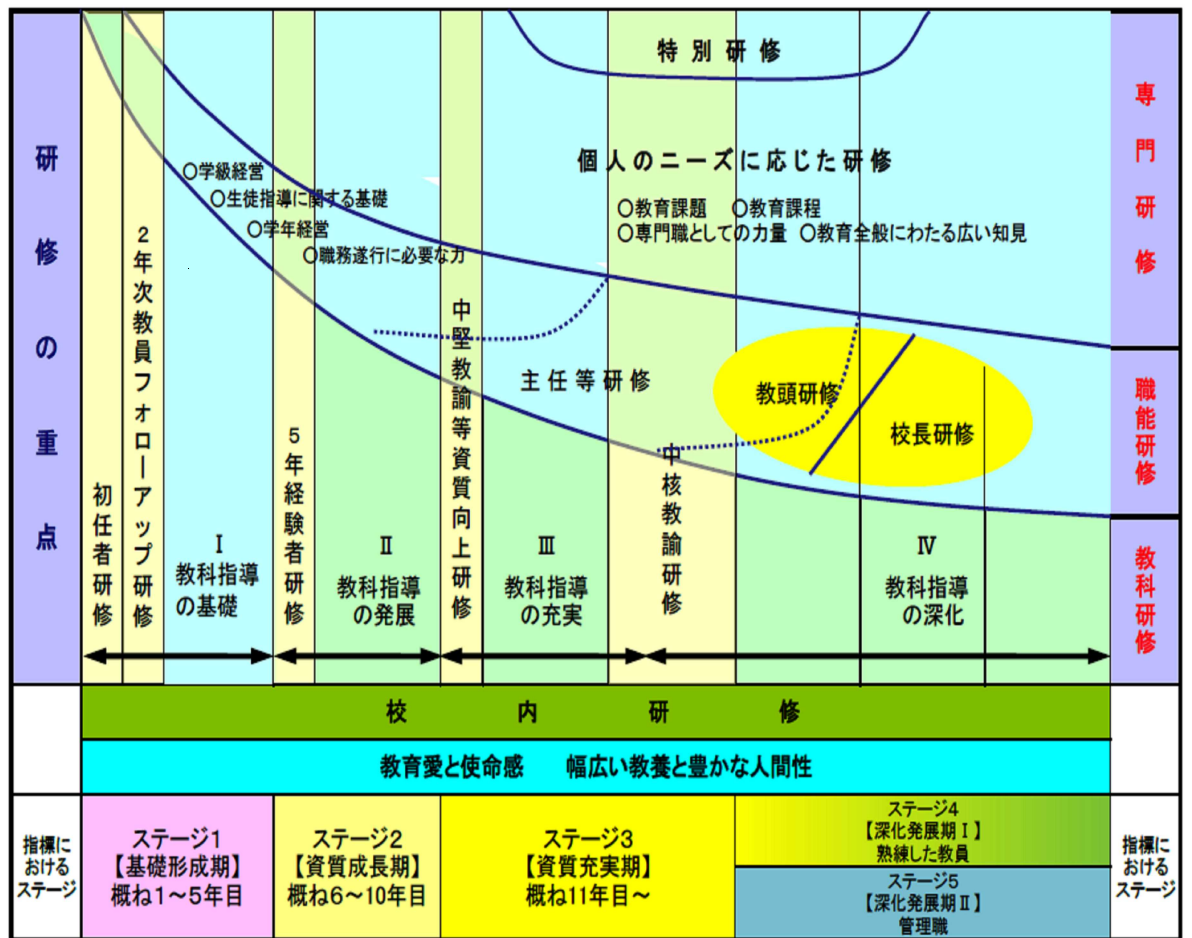 研修の重点
特別研修
専門研修
個人のニーズに応じた研修
○学級経営
○生徒指導に関する基礎
○学年経営
○職務遂行に必要な力
○教育課題　○教育課程
○専門職としての力量　○教育全般にわたる広い知見
主任等研修
教頭研修
校長研修
職能研修
初任者研修
2年次教員フォローアップ研修
Ⅰ
教科指導
の基礎
5年経験者研修
Ⅱ
教科指導
の発展
中堅教諭等資質向上研修
Ⅲ
教科指導
の充実
中核教諭研修
Ⅳ
教科指導
の深化
教科研修
校内研修
教育愛と使命感　幅広い教養と豊かな人間性
指標に
おける
ステージ
ステージ1
【基礎形成期】
概ね1～5年目
ステージ2
【資質成長期】
概ね6～10年目
ステージ3
【資質充実期】
概ね11年目～
ステージ4
【深化発展期Ⅰ】
熟練した教員
ステージ5
【深化発展期Ⅱ】
管理職
指標に
おける
ステージ